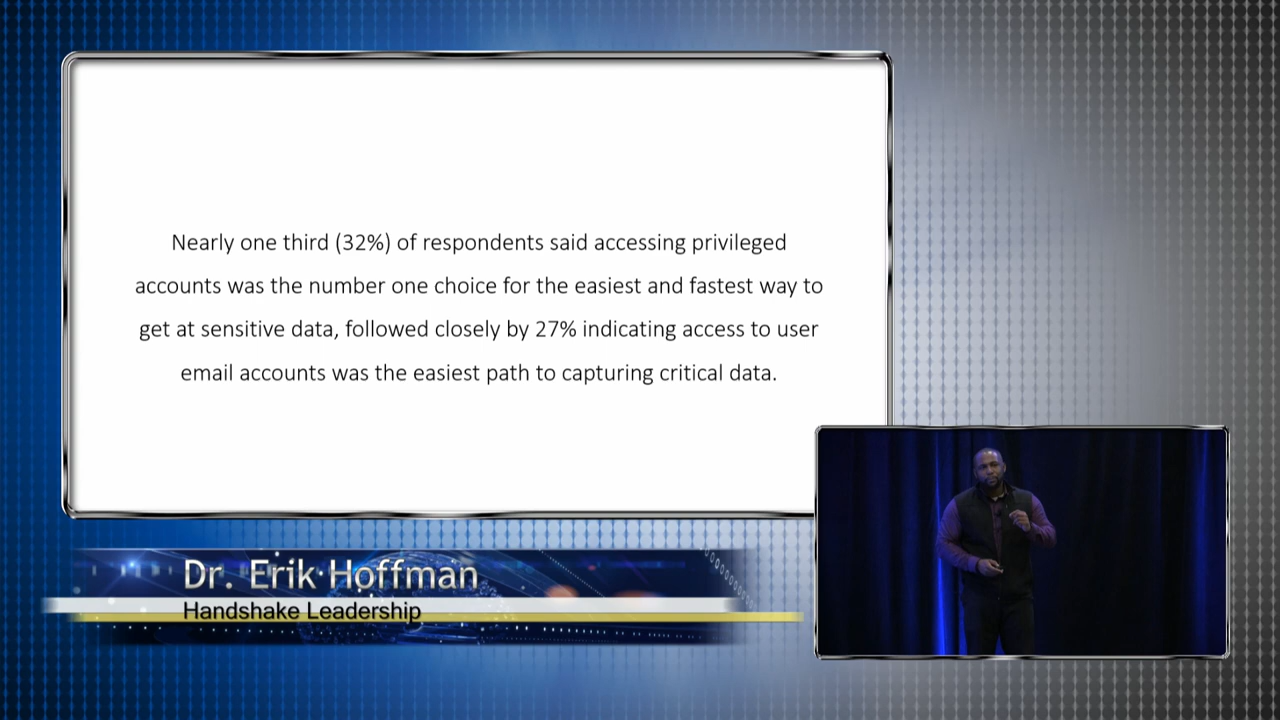 Nearly one third (32%) of respondents said accessing privileged
accounts was the number one choice for the easiest and fastest way to
get at sensitive data, followed closely by 27% indicating access to user
email accounts was the easiest path to capturing critical data.
Dr. Erik Hoffman
Handshake Leadership